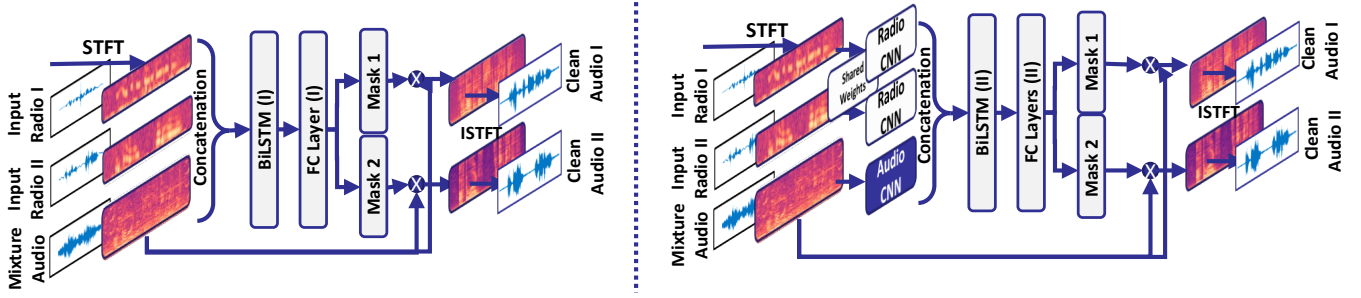 STFT
Input
Radio I
Input
Radio II
Mixture
Audio
Concatenation
BiLSTM (I)
FC Layer (I)
Mask 1
Mask 2
X
X
ISTFT
Clean
Audio I
Clean
Audio II
STFT
Input
Radio I
Input
Radio II
Mixture
Audio
Radio
CNN
Shared
Weights
Radio
CNN
Audio
CNN
Concatenation
BiLSTM (II)
FC Layers (II)
Mask 1
Mask 2
X
X
ISTFT
Clean
Audio I
Clean
Audio II